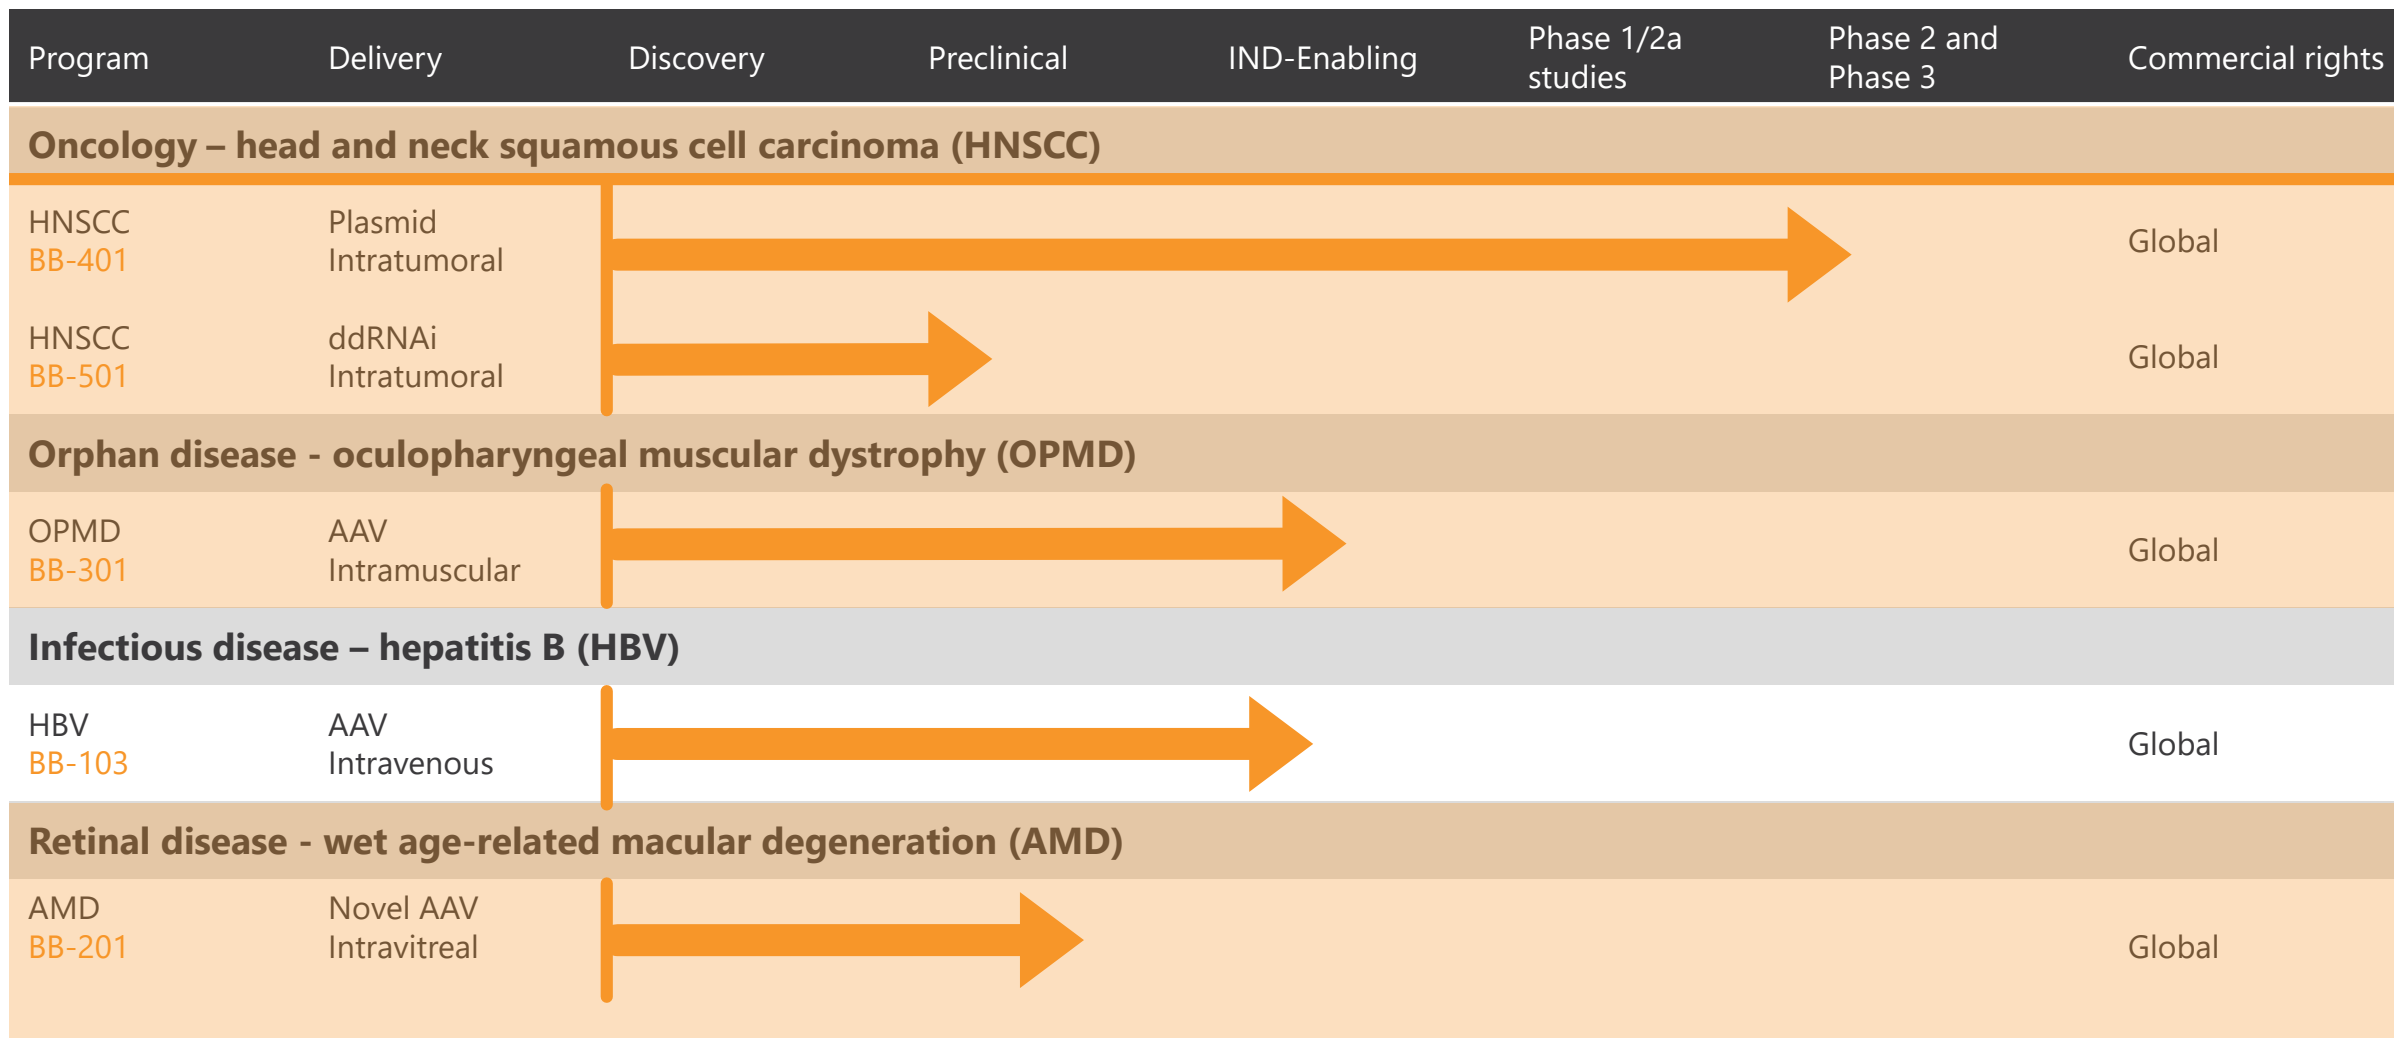 Program Delivery Discovery Preclinical IND-Enabling Phase 1/2a studies Phase 2 and Phase 3 Commercial rights
Oncology – head and neck squamous cell carcinoma (HNSCC)
HNSCC Plasmid
BB-401 Intratumoral Global
HNSCC ddRNAi
BB-501 Intratumoral Global
Orphan disease - oculopharyngeal muscular dystrophy (OPMD)
OPMD AAV
BB-301 Intramuscular Global
Infectious disease – hepatitis B (HBV)
HBV AAV
BB-103 Intravenous Global
Retinal disease - wet age-related macular degeneration (AMD)
AMD Novel AAV
BB-201 Intravitreal Global